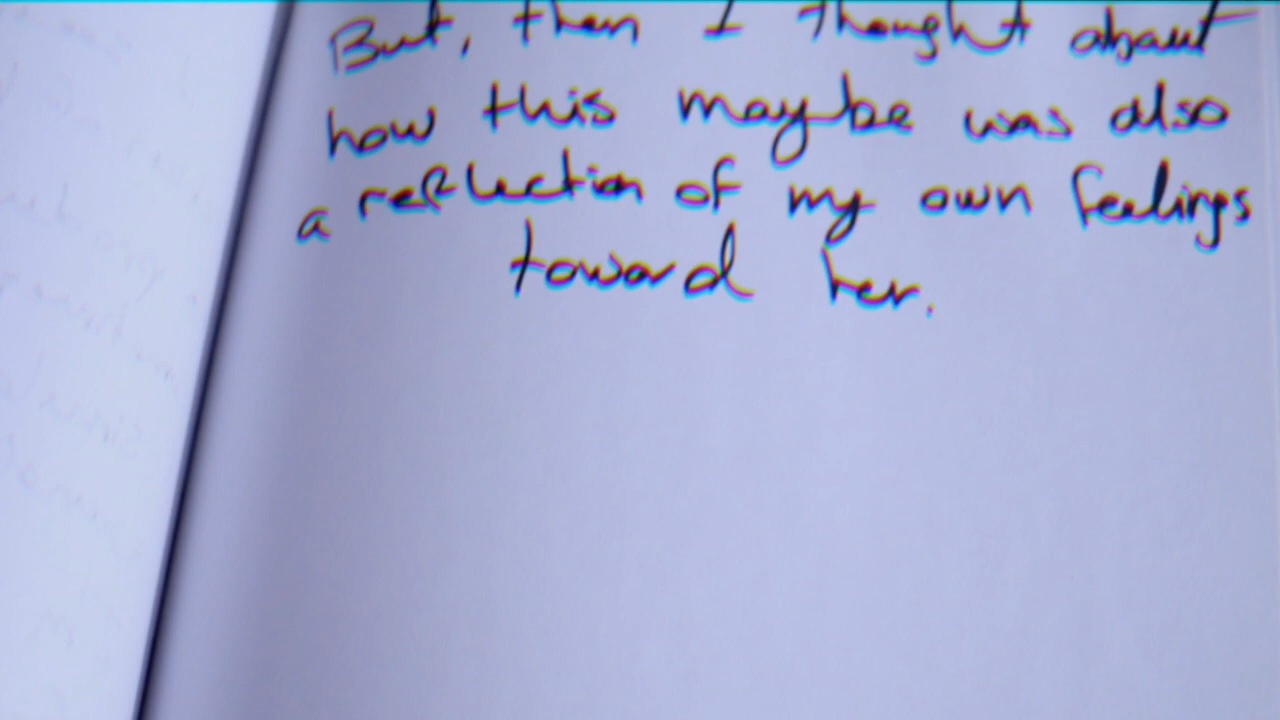 But, then I thought about
how this maybe was also
a reflection of my own feelings
toward her.